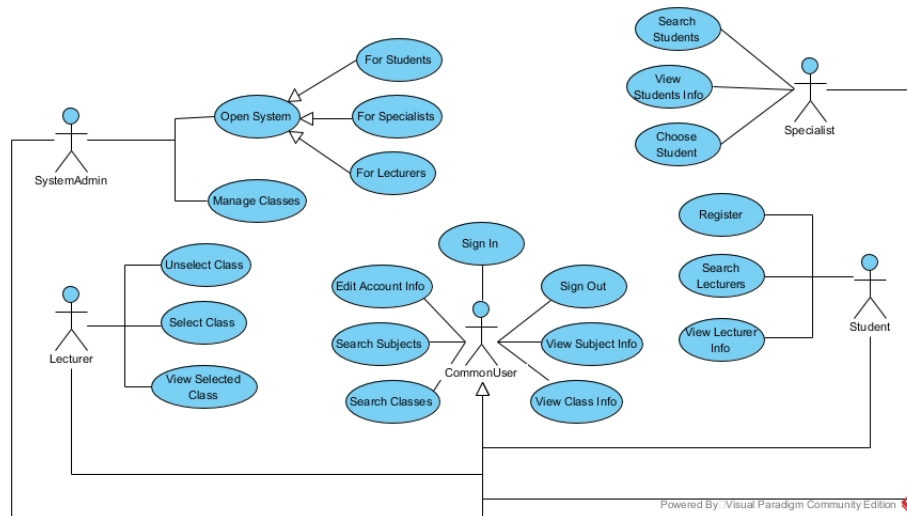 Search
Students
For Students
View
Students Info
Open System
For Specialists
Specialist
Choose
Student
SystemAdmin
For Lecturers
Manage Classes
Register
Sign In
Unselect Class
Edit Account Info
Sign Out
Search
Lecturers
Select Class
Student
Lecturer
Search Subjects
View Subject Info
View Lecturer
Info
CommonUser
View Selected
Class
Search Classes
View Class Info
Powered By Visual Paradigm Community Edition